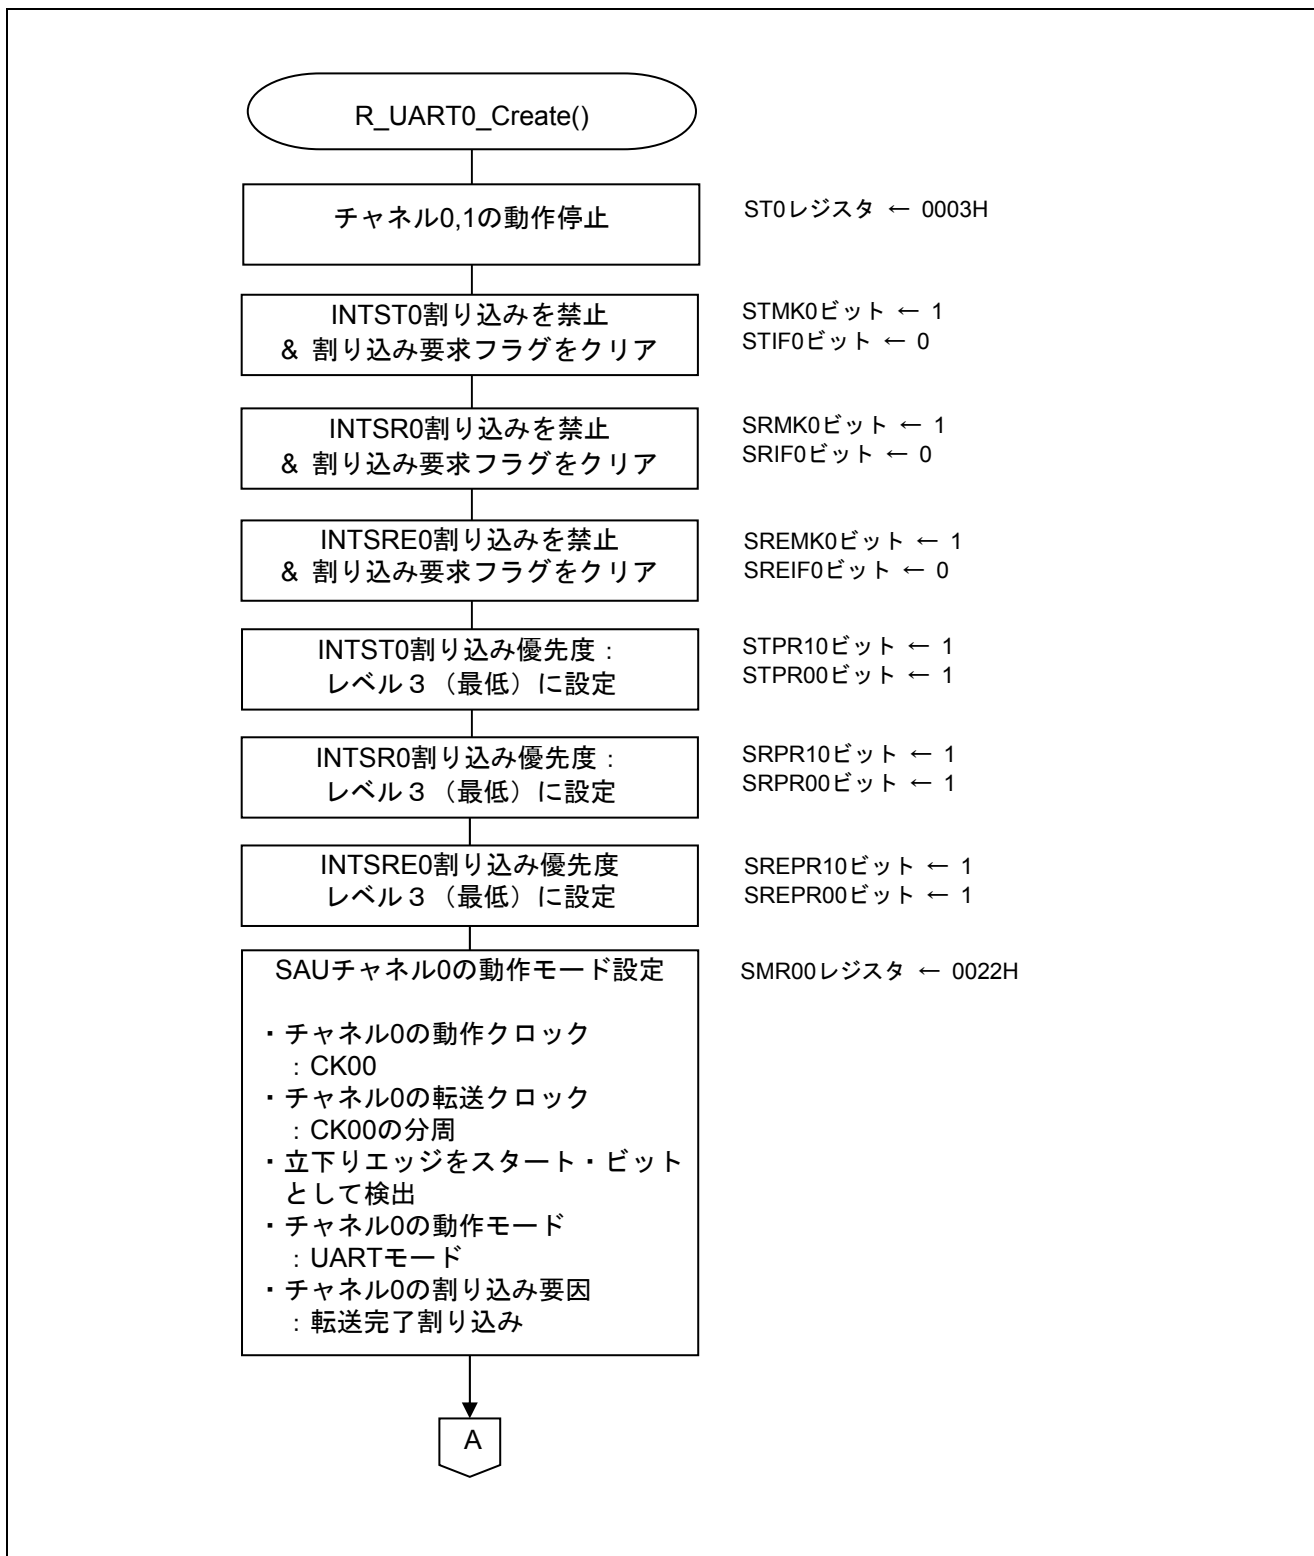 R_UART0_Create()
チャネル0,1の動作停止
ST0レジスタ ← 0003H
INTST0割り込みを禁止
& 割り込み要求フラグをクリア
STMK0ビット ← 1
STIF0ビット ← 0
INTSR0割り込みを禁止
& 割り込み要求フラグをクリア
SRMK0ビット ← 1
SRIF0ビット ← 0
INTSRE0割り込みを禁止
& 割り込み要求フラグをクリア
SREMK0ビット ← 1
SREIF0ビット ← 0
INTST0割り込み優先度：
レベル３（最低）に設定
STPR10ビット ← 1
STPR00ビット ← 1
INTSR0割り込み優先度：
レベル３（最低）に設定
SRPR10ビット ← 1
SRPR00ビット ← 1
INTSRE0割り込み優先度
レベル３（最低）に設定
SREPR10ビット ← 1
SREPR00ビット ← 1
SAUチャネル0の動作モード設定
SMR00レジスタ ← 0022H
・チャネル0の動作クロック
：CK00
・チャネル0の転送クロック
：CK00の分周
・立下りエッジをスタート・ビット
として検出
・チャネル0の動作モード
：UARTモード
・チャネル0の割り込み要因
：転送完了割り込み
A